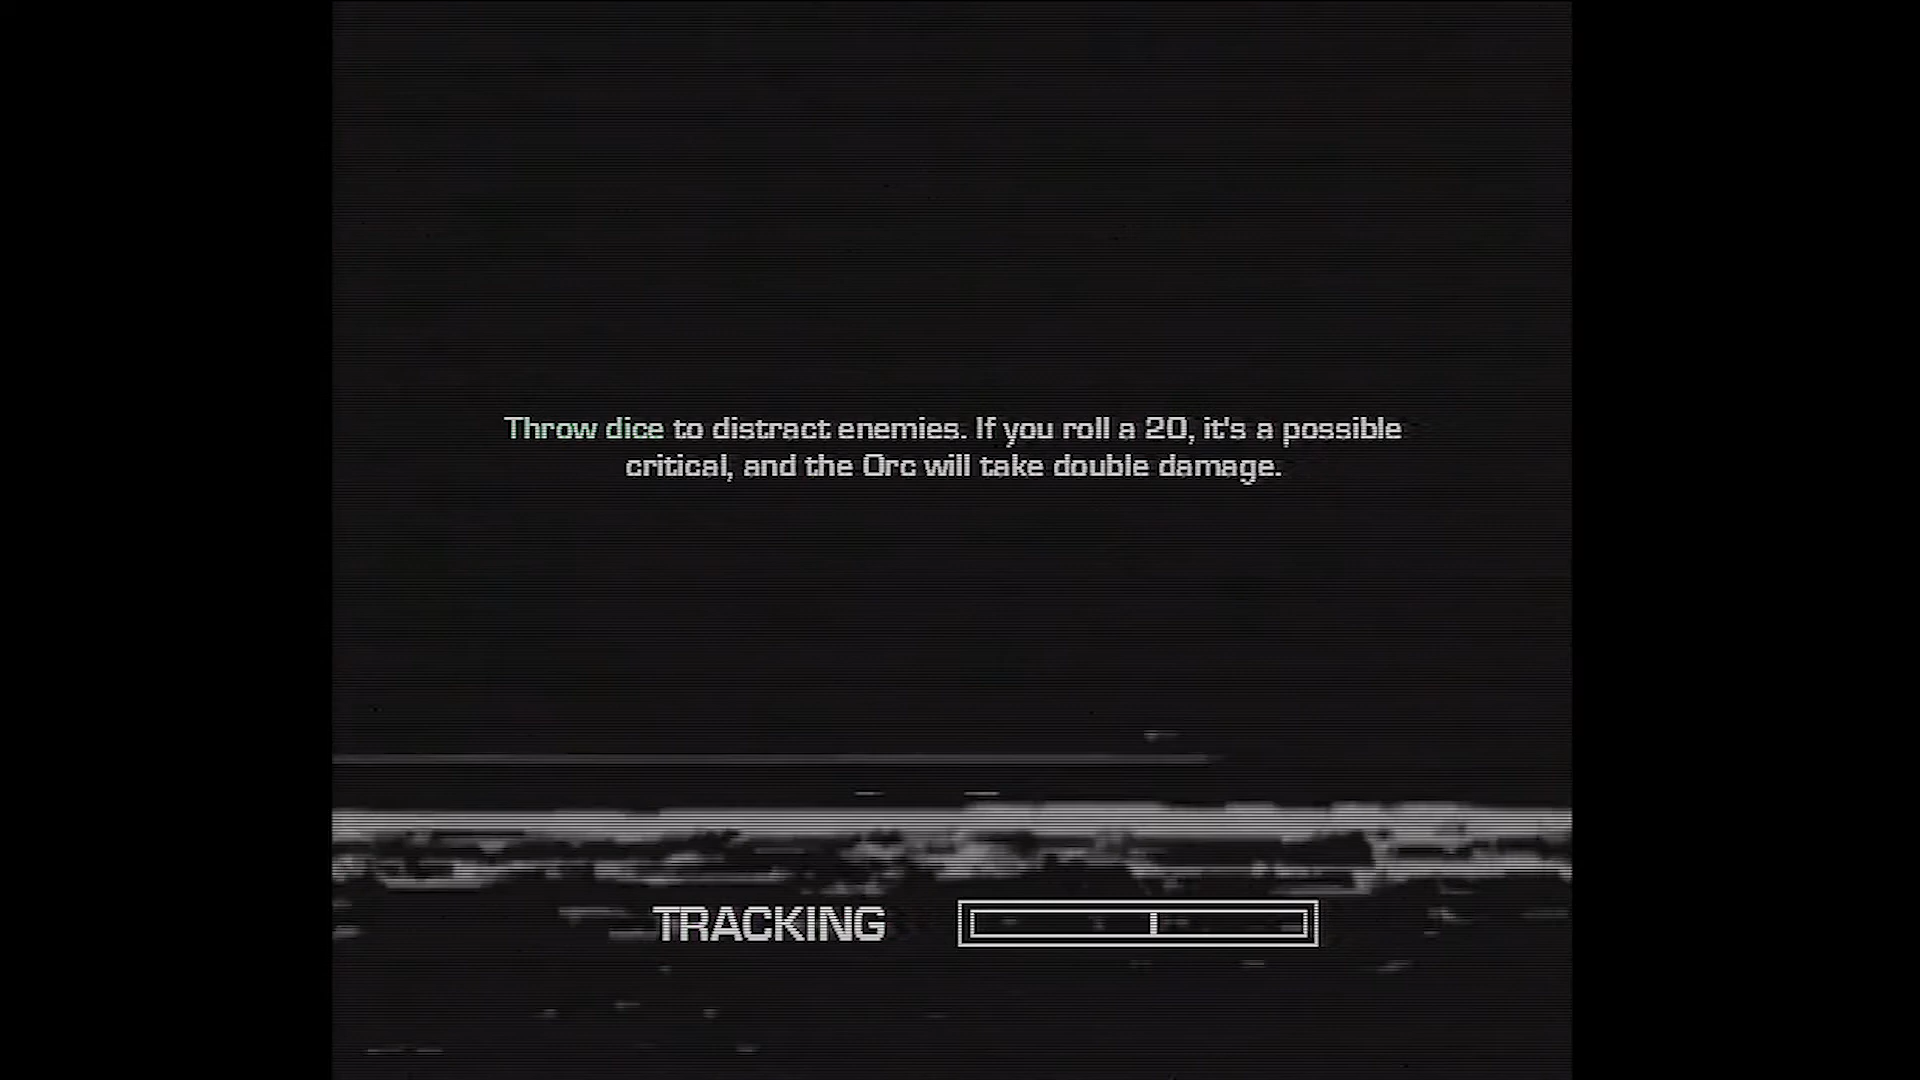 Throw dice to distract enemies. If you roll a 20, it's a possible
critical, and the Orc will take double damage.
TRACKING